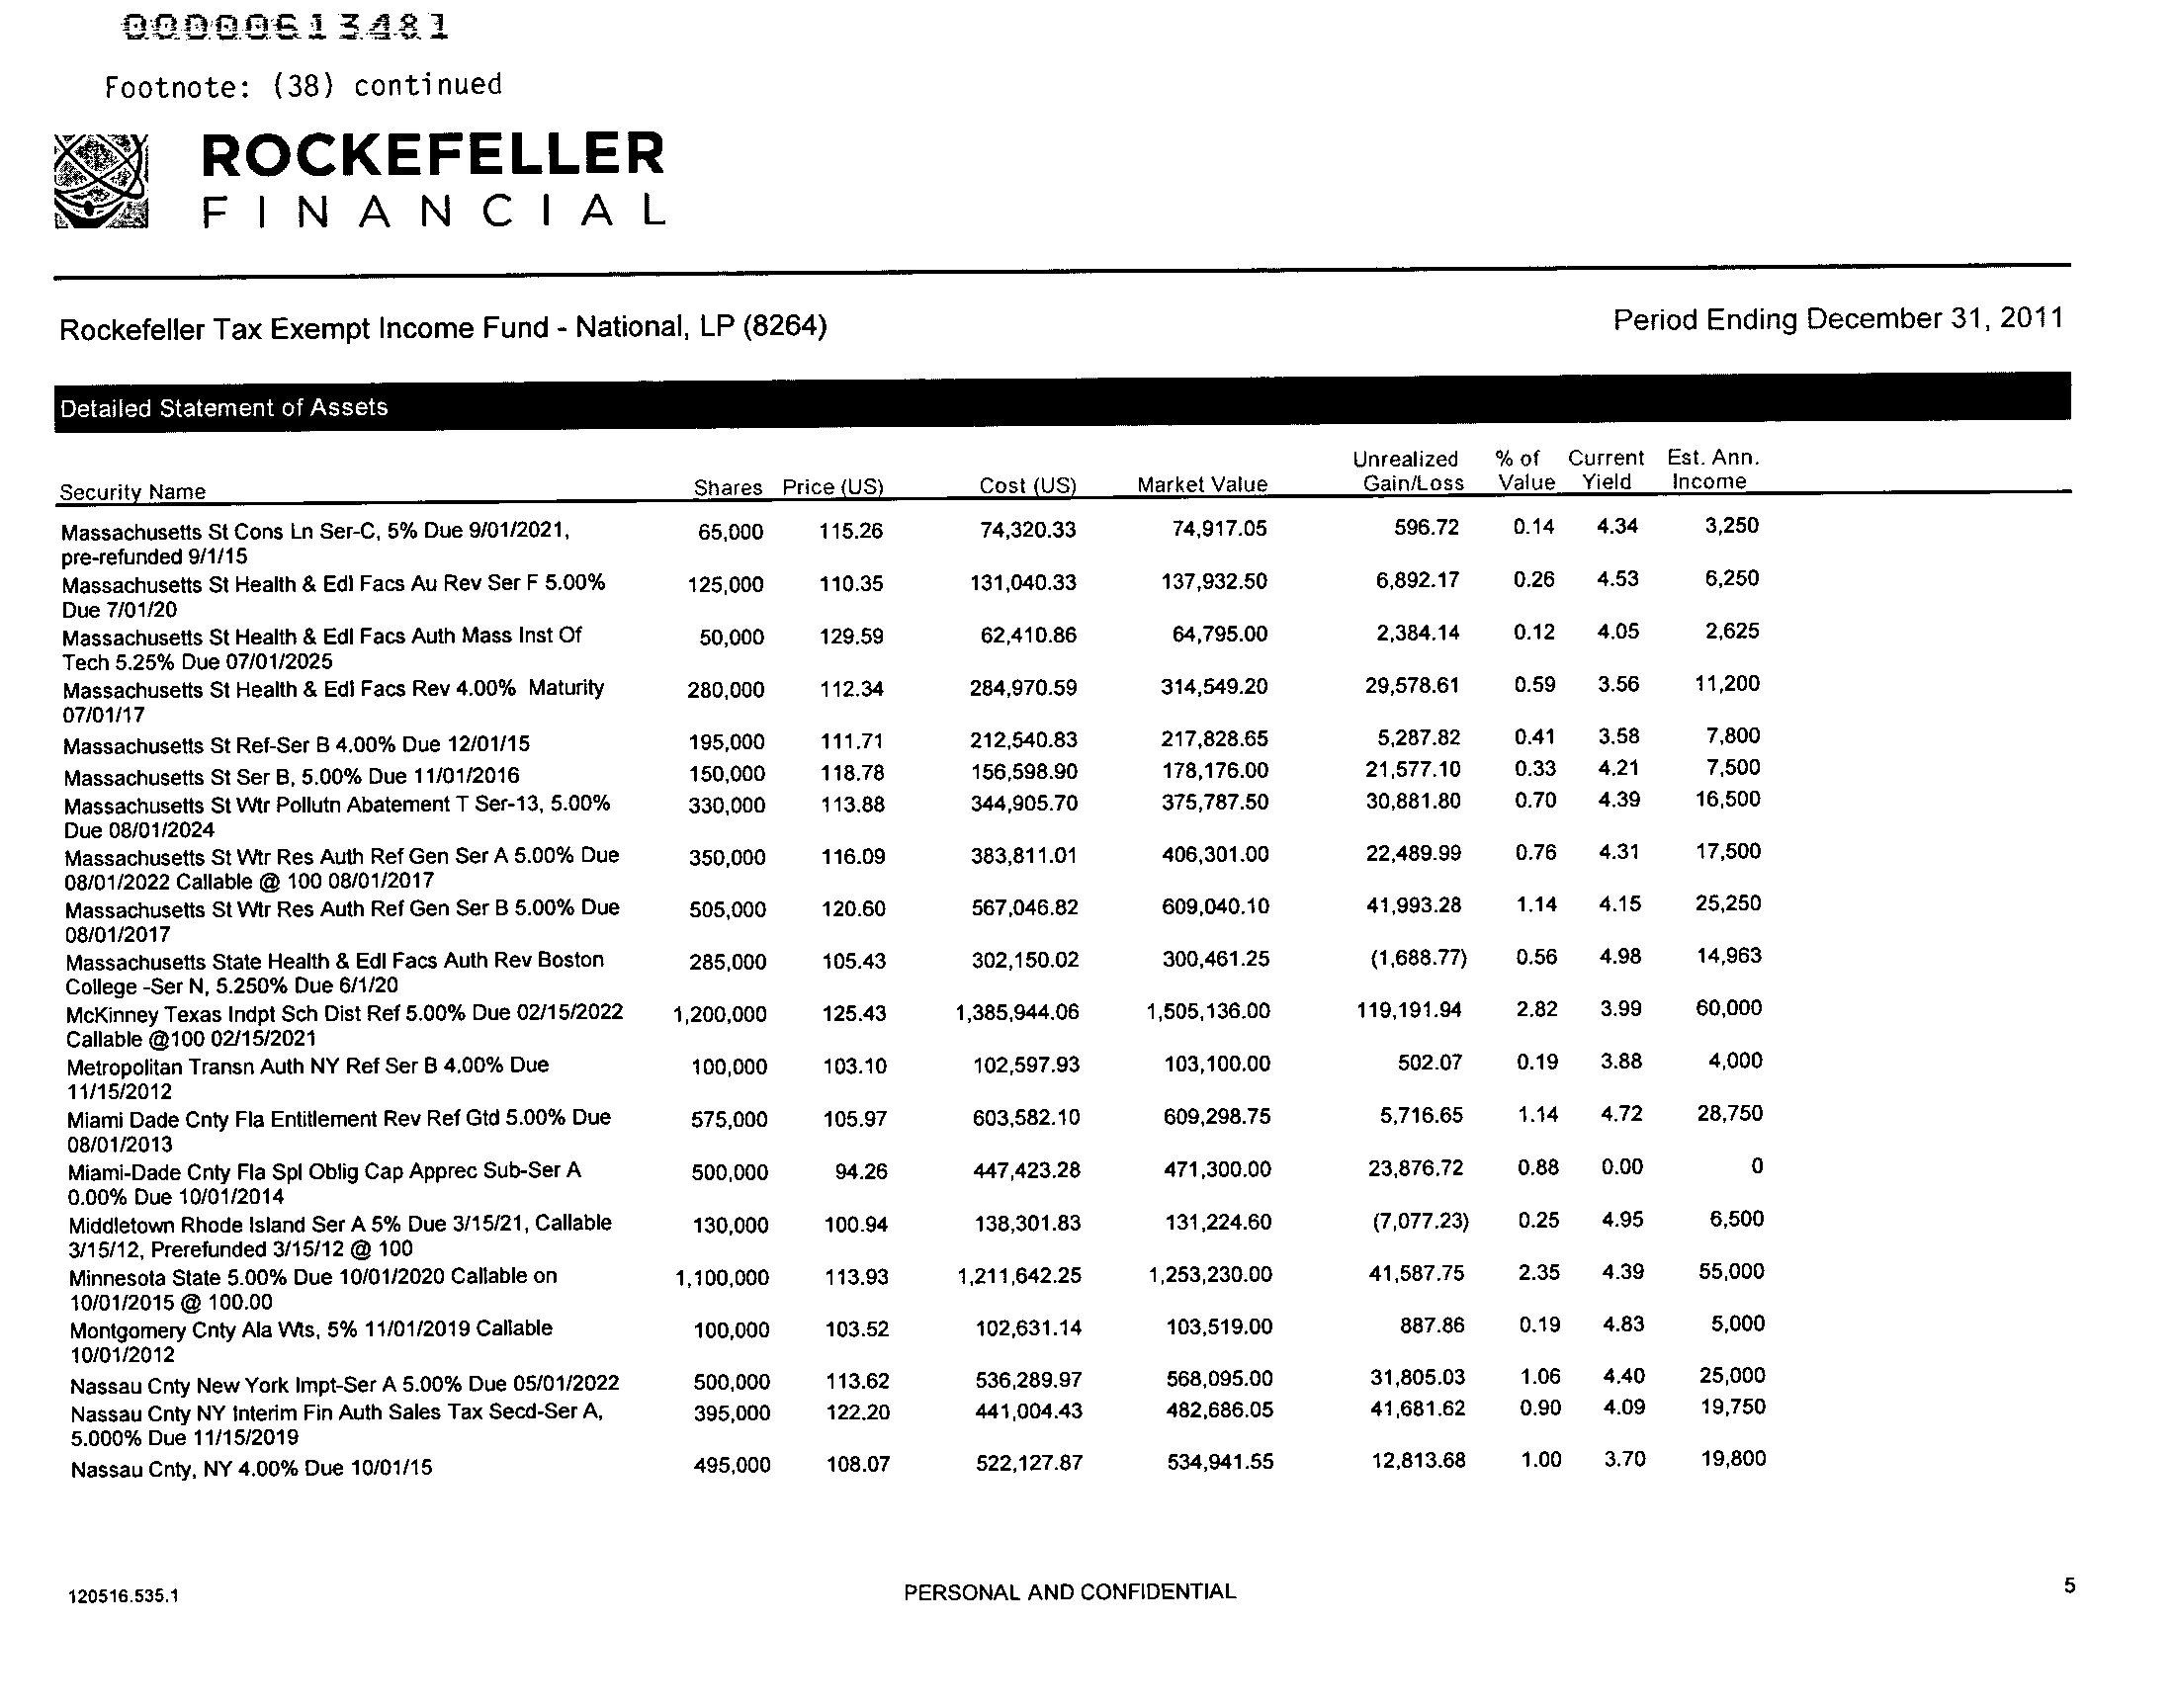 00000613481
Footnote: (38) continued
ROCKEFELLER
FINANCIAL
Rockefeller Tax Exempt Income Fund - National, LP (8264) Period Ending December 31, 2011
Detailed Statement of Assets
Unrealized % of Current Est. Ann.
Security Name Shares Price (US) Cost (US) Market Value Gain/Loss Value Yield Income
Massachusetts St Cons Ln Ser-C, 5% Due 9/01/2021, 65,000 115.26 74,320.33 74,917.05 596.72 0.14 4.34 3,250
pre-refunded 9/1/15
Massachusetts St Health & Edl Facs Au Rev Ser F 5.00% 125,000 110.35 131,040.33 137,932.50 6,892.17 0.26 4.53 6,250
Due 7/01/20
Massachusetts St Health & Edl Facs Auth Mass Inst Of 50,000 129.59 62,410.86 64,795.00 2,384.14 0.12 4.05 2,625
Tech 5.25% Due 07/01/2025
Massachusetts St Health & Edl Facs Rev 4.00% Maturity 280,000 112.34 284,970.59 314,549.20 29,578.61 0.59 3.56 11,200
07/01/17
Massachusetts St Ref-Ser B 4.00% Due 12/01/15 195,000 111.71 212,540.83 217,828.65 5,287.82 0.41 3.58 7,800
Massachusetts St Ser B, 5.00% Due 11/01/2016 150,000 118.78 156,598.90 178,176.00 21,577.10 0.33 4.21 7,500
Massachusetts St Wtr Pollutn Abatement T Ser-13, 5.00% 330,000 113.88 344,905.70 375,787.50 30,881.80 0.70 4.39 16,500
Due 08/01/2024
Massachusetts St Wtr Res Auth Ref Gen Ser A 5.00% Due 350,000 116.09 383,811.01 406,301.00 22,489.99 0.76 4.31 17,500
08/01/2022 Callable @ 100 08/01/2017
Massachusetts St Wtr Res Auth Ref Gen Ser B 5.00% Due 505,000 120.60 567,046.82 609,040.10 41,993.28 1.14 4.15 25,250
08/01/2017
Massachusetts State Health & Edl Facs Auth Rev Boston 285,000 105.43 302,150.02 300,461.25 (1,688.77) 0.56 4.98 14,963
College -Ser N, 5.250% Due 6/1/20
McKinney Texas Indpt Sch Dist Ref 5.00% Due 02/15/2022 1,200,000 125.43 1,385,944.06 1,505,136.00 119,191.94 2.82 3.99 60,000
Callable @100 02/15/2021
Metropolitan Transn Auth NY Ref Ser B 4.00% Due 100,000 103.10 102,597.93 103,100.00 502.07 0.19 3.88 4,000
11/15/2012
Miami Dade Cnty Fla Entitlement Rev Ref Gtd 5.00% Due 575,000 105.97 603,582.10 609,298.75 5,716.65 1.14 4.72 28,750
08/01/2013
Miami-Dade Cnty Fla Spl Oblig Cap Apprec Sub-Ser A 500,000 94.26 447,423.28 471,300.00 23,876.72 0.88 0.00 0
0.00% Due 10/01/2014
Middletown Rhode Island Ser A 5% Due 3/15/21, Callable 130,000 100.94 138,301.83 131,224.60 (7,077.23) 0.25 4.95 6,500
3/15/12, Prerefunded 3/15/12 @ 100
Minnesota State 5.00% Due 10/01/2020 Callable on 1,100,000 113.93 1,211,642.25 1,253,230.00 41,587.75 2.35 4.39 55,000
10/01/2015 @ 100.00
Montgomery Cnty Ala Wts, 5% 11/01/2019 Callable 100,000 103.52 102,631.14 103,519.00 887.86 0.19 4.83 5,000
10/01/2012
Nassau Cnty New York Impt-Ser A 5.00% Due 05/01/2022 500,000 113.62 536,289.97 568,095.00 31,805.03 1.06 4.40 25,000
Nassau Cnty NY Interim Fin Auth Sales Tax Secd-Ser A, 395,000 122.20 441,004.43 482,686.05 41,681.62 0.90 4.09 19,750
5.000% Due 11/15/2019
Nassau Cnty, NY 4.00% Due 10/01/15 495,000 108.07 522,127.87 534,941.55 12,813.68 1.00 3.70 19,800
120516.535.1 PERSONAL AND CONFIDENTIAL 5